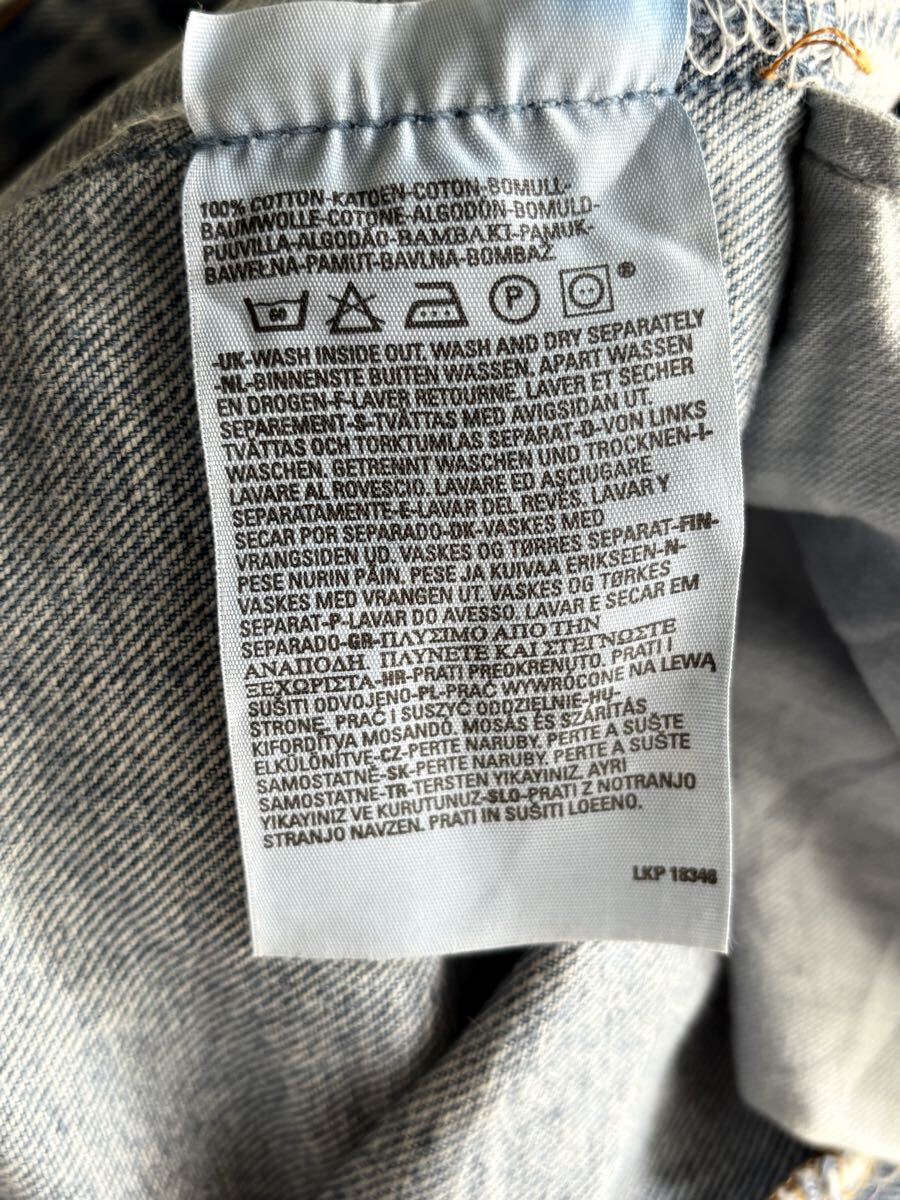 100% COTTON-KATOEN-COTON-BOMULL-
BAUMWOLLE-COTONE-ALGODÓN-BOMULD-
PUUVILLA-ALGODÃO-BAMBAKI-PAMUK-
BAWEŁNA-PAMUT-BAVLNA-BOMBAŽ
60 P ®
-UK-WASH INSIDE OUT. WASH AND DRY SEPARATELY
-NL-BINNENSTE BUITEN WASSEN. APART WASSEN
EN DROGEN-F-LAVER RETOURNE. LAVER ET SECHER
SEPAREMENT-S-TVÄTTAS MED AVIGSIDAN UT.
TVÄTTAS OCH TORKTUMLAS SEPARAT-D-VON LINKS
WASCHEN. GETRENNT WASCHEN UND TROCKNEN-I-
LAVARE AL ROVESCIO. LAVARE ED ASCIUGARE
SEPARATAMENTE-E-LAVAR DEL REVÉS. LAVAR Y
SECAR POR SEPARADO-DK-VASKES MED
VRANGSIDEN UD. VASKES OG TØRRES SEPARAT-FIN-
PESE NURIN PÄIN. PESE JA KUIVAA ERIKSEEN-N-
VASKES MED VRANGEN UT. VASKES OG TØRKES
SEPARAT-P-LAVAR DO AVESSO. LAVAR E SECAR EM
SEPARADO-GR-ΠΛΥΣΙΜΟ ΑΠΟ ΤΗΝ
ΑΝΑΠΟΔΗ. ΠΛΥΝΕΤΕ ΚΑΙ ΣΤΕΓΝΩΣΤΕ
ΞΕΧΩΡΙΣΤΑ-HR-PRATI PREOKRENUTO. PRATI I
SUŠITI ODVOJENO-PL-PRAĆ WYWRÓCONE NA LEWĄ
STRONĘ. PRAĆ I SUSZYĆ ODDZIELNIE-HU-
KIFORDÍTVA MOSANDÓ. MOSÁS ÉS SZÁRÍTÁS
ELKÜLÖNÍTVE-CZ-PERTE NARUBY. PERTE A SUŠTE
SAMOSTATNĚ-SK-PERTE NARUBY. PERTE A SUŠTE
SAMOSTATNE-TR-TERSTEN YIKAYINIZ. AYRI
YIKAYINIZ VE KURUTUNUZ-SLO-PRATI Z NOTRANJO
STRANJO NAVZEN. PRATI IN SUŠITI LOEENO.
LKP 18346